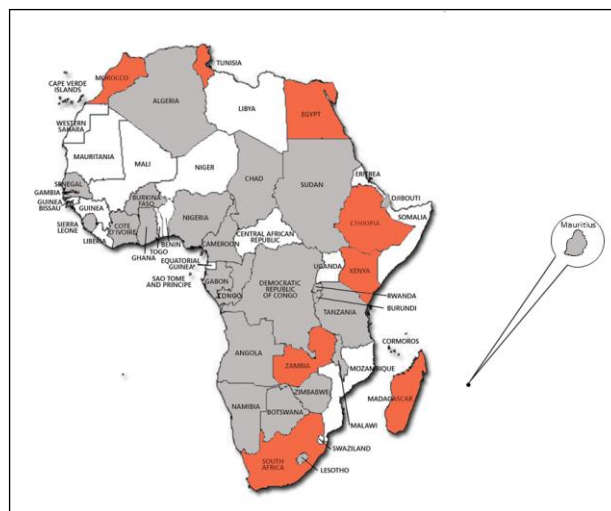 TUNISIA
MOROCCO
CAPE VERDE
ISLANDS
ALGERIA
LIBYA
EGYPT
WESTERN
SAHARA
MAURITANIA
MALI
NIGER
CHAD
SUDAN
ERITREA
SENEGAL
GAMBIA
GUINEA
BISSAU
GUINEA
BURKINA
FASO
DJIBOUTI
SOMALIA
NIGERIA
ETHIOPIA
SIERRA
LEONE
LIBERIA
COTE
D'IVOIRE
GHANA
TOGO
BENIN
CAMEROON
CENTRAL AFRICAN
REPUBLIC
EQUATORIAL
GUINEA
SAO TOME
AND PRINCIPE
GABON
CONGO
DEMOCRATIC
REPUBLIC
OF CONGO
UGANDA
KENYA
RWANDA
BURUNDI
TANZANIA
Mauritius
CORMOROS
ANGOLA
ZAMBIA
MOZAMBIQUE
ZIMBABWE
MADAGASCAR
NAMIBIA
BOTSWANA
MALAWI
SWAZILAND
SOUTH
AFRICA
LESOTHO